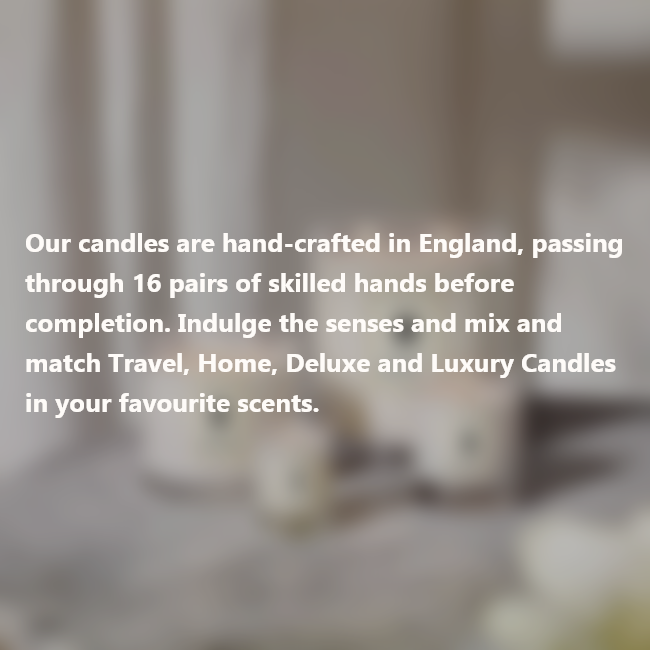 Our candles are hand-crafted in England, passing
through 16 pairs of skilled hands before
completion. Indulge the senses and mix and
match Travel, Home, Deluxe and Luxury Candles
in your favourite scents.